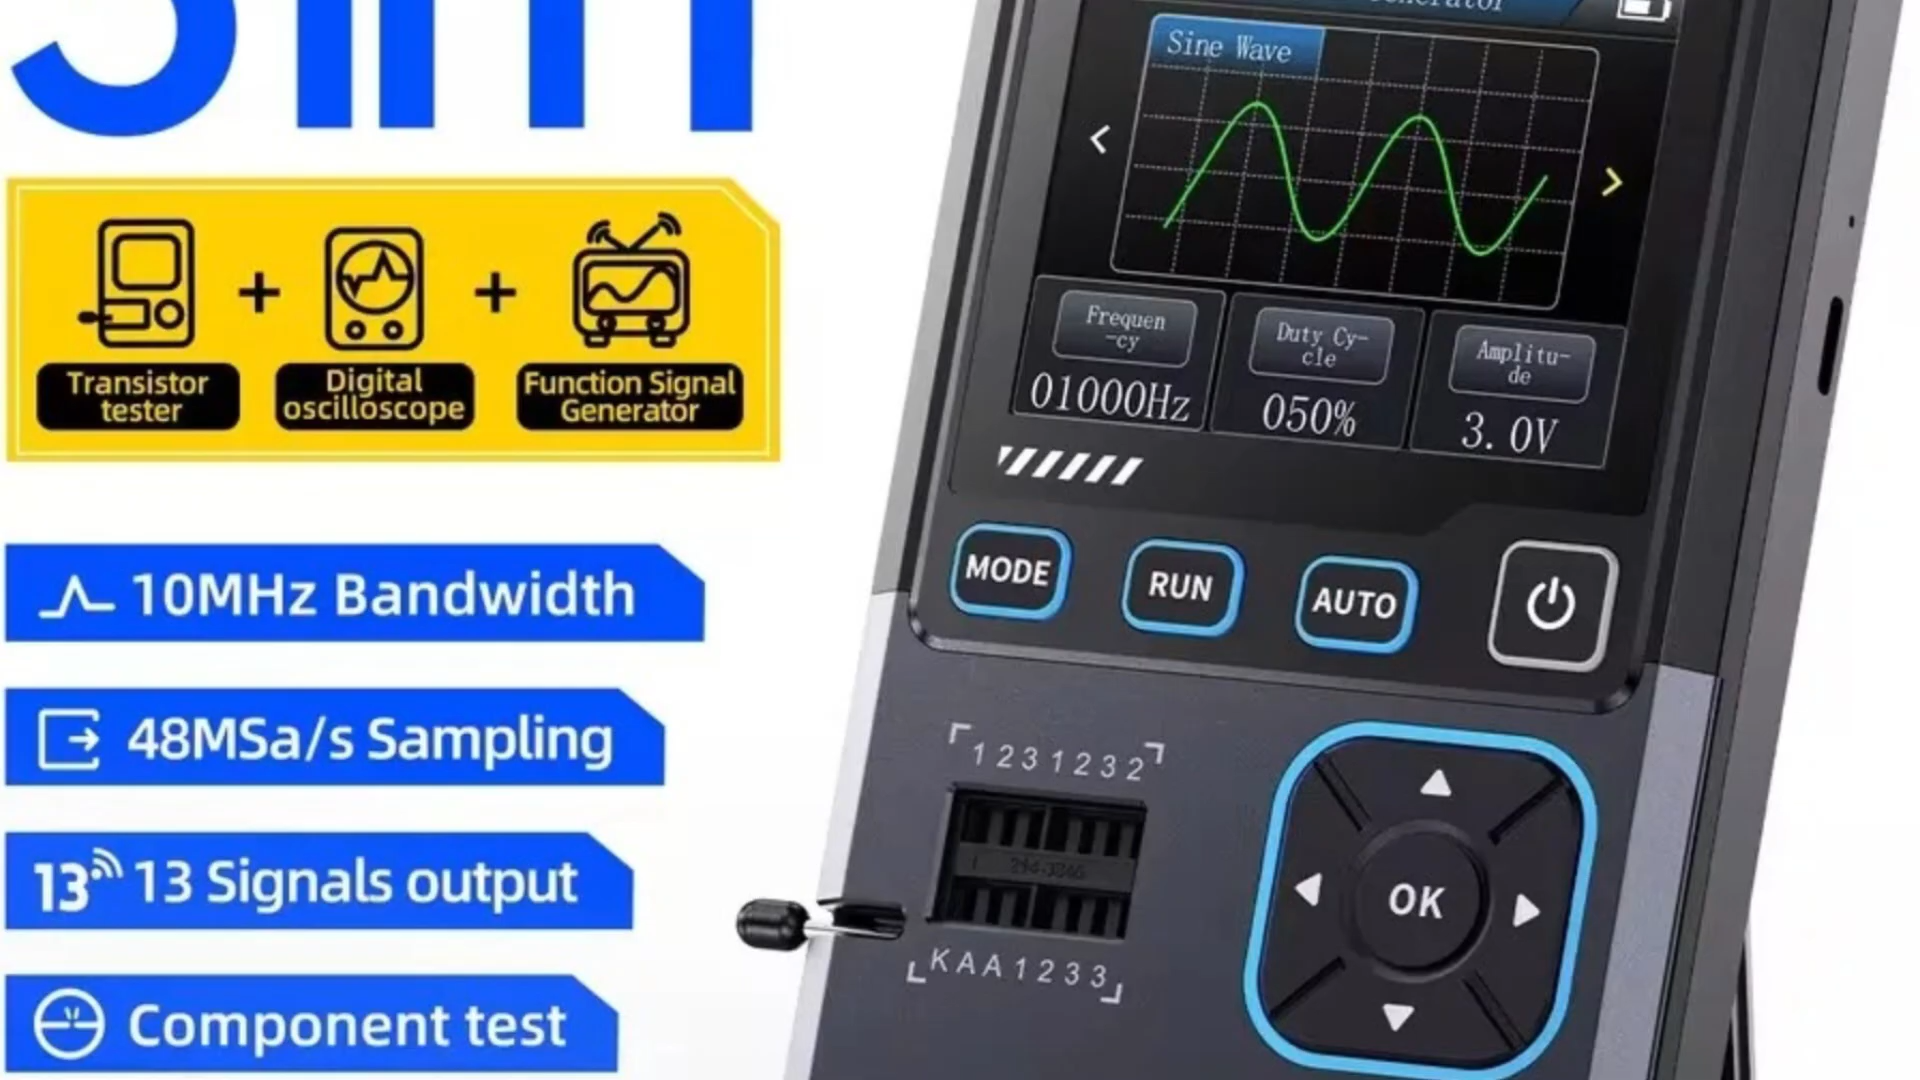 3in1
Transistor
tester
+
Digital
oscilloscope
+
Function Signal
Generator
10MHz Bandwidth
48MSa/s Sampling
13 13 Signals output
Component test
Sine Wave
Frequen
-cy
01000Hz
Duty Cy-
cle
050%
Amplitu-
de
3.0V
MODE
RUN
AUTO
1231232
KAA1233
OK